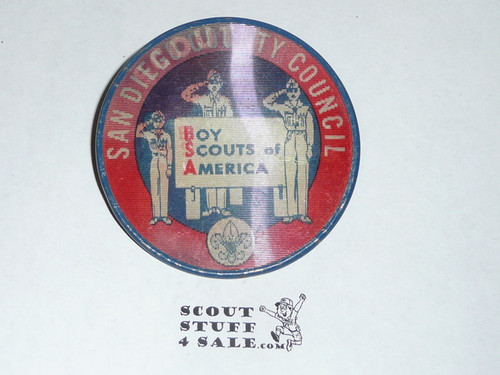 SAN DIEGO COUNTY COUNCIL
BOY
SCOUTS of
AMERICA
SCOUT
STUFF
4 SALE.com